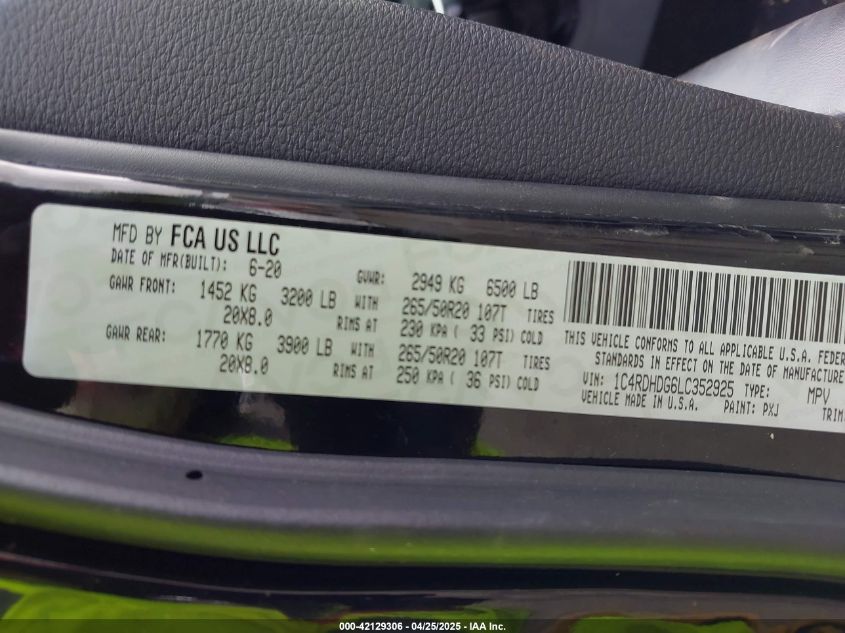 MFD BY FCA US LLC
DATE OF MFR(BUILT): 6-20 GVWR: 2949 KG 6500 LB
GAWR FRONT: 1452 KG 3200 LB WITH 265/50R20 107T TIRES
20X8.0 RIMS AT 230 KPA ( 33 PSI) COLD
GAWR REAR: 1770 KG 3900 LB WITH 265/50R20 107T TIRES
20X8.0 RIMS AT 250 KPA ( 36 PSI) COLD
THIS VEHICLE CONFORMS TO ALL APPLICABLE U.S.A. FEDER
STANDARDS IN EFFECT ON THE DATE OF MANUFACTURE
VIN: 1C4RDHDG6LC352925 TYPE: MPV
VEHICLE MADE IN U.S.A. PAINT: PXJ TRIM
000-42129306 - 04/25/2025 - IAA Inc.